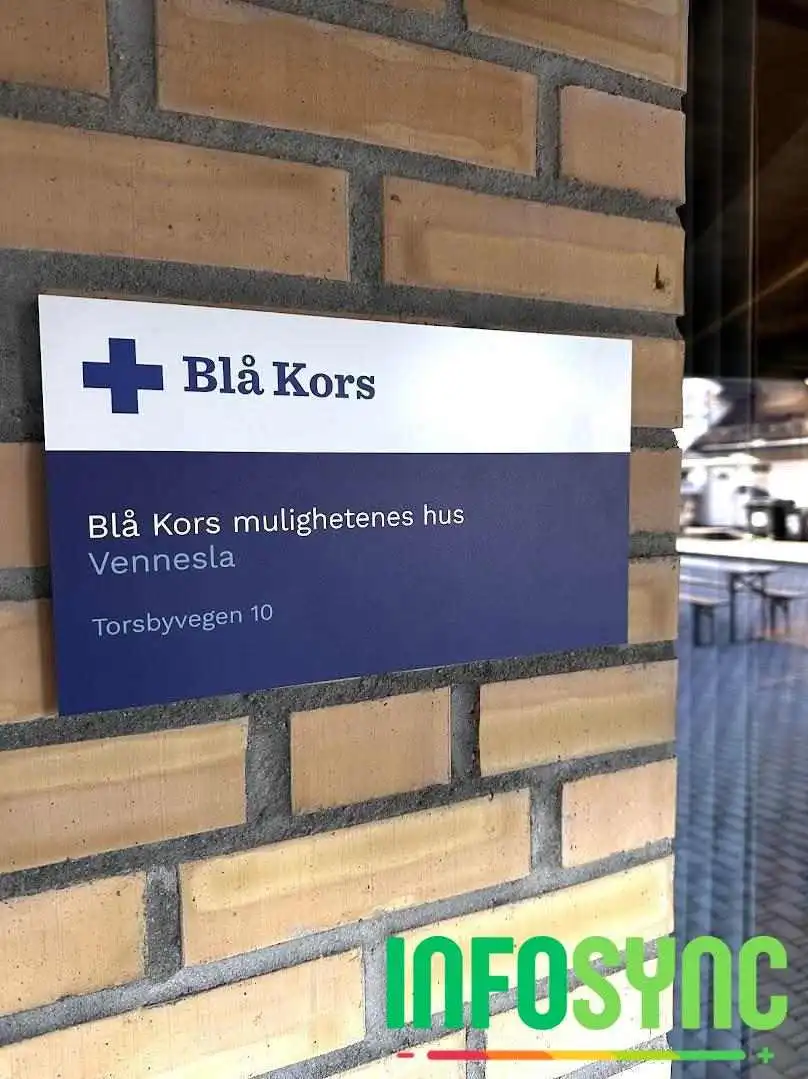 Blå Kors
Blå Kors mulighetenes hus
Vennesla
Torsbyvegen 10
INFOSYNC
- +